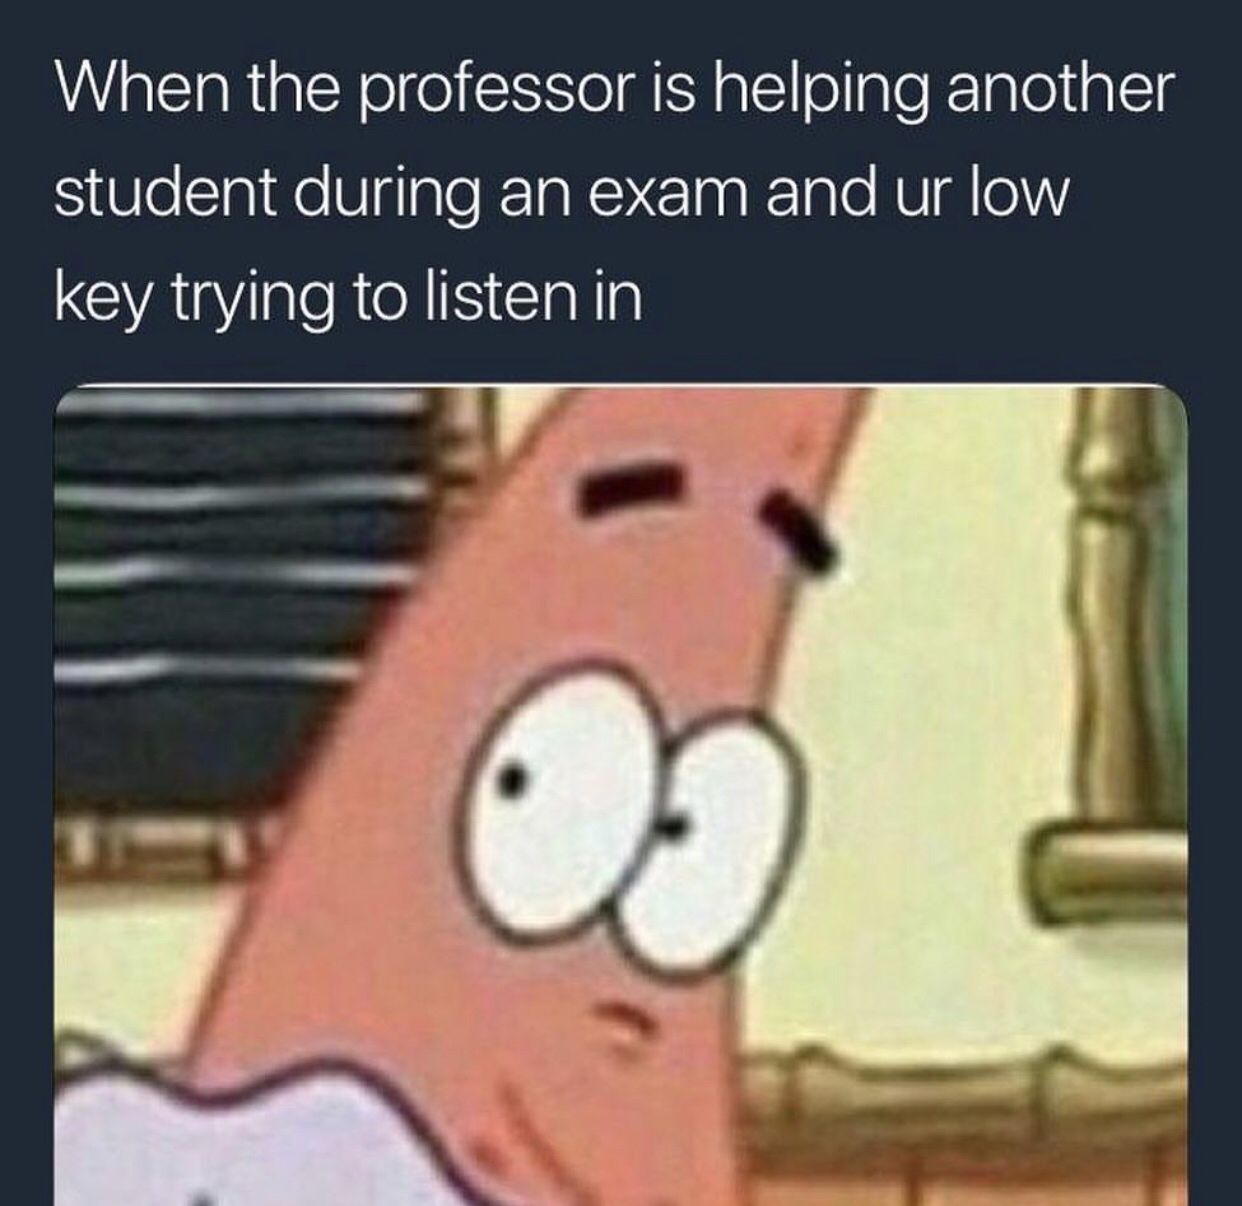 When the professor is helping another
student during an exam and ur low
key trying to listen in